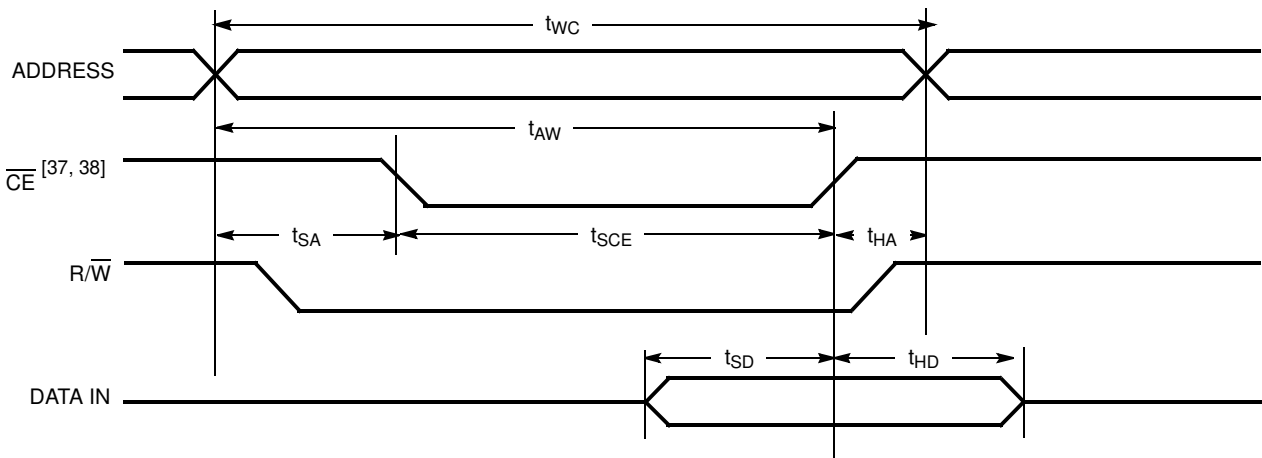 tWC
ADDRESS
tAW
CE [37, 38]
tSA
tSCE
tHA
R/W
tSD
tHD
DATA IN